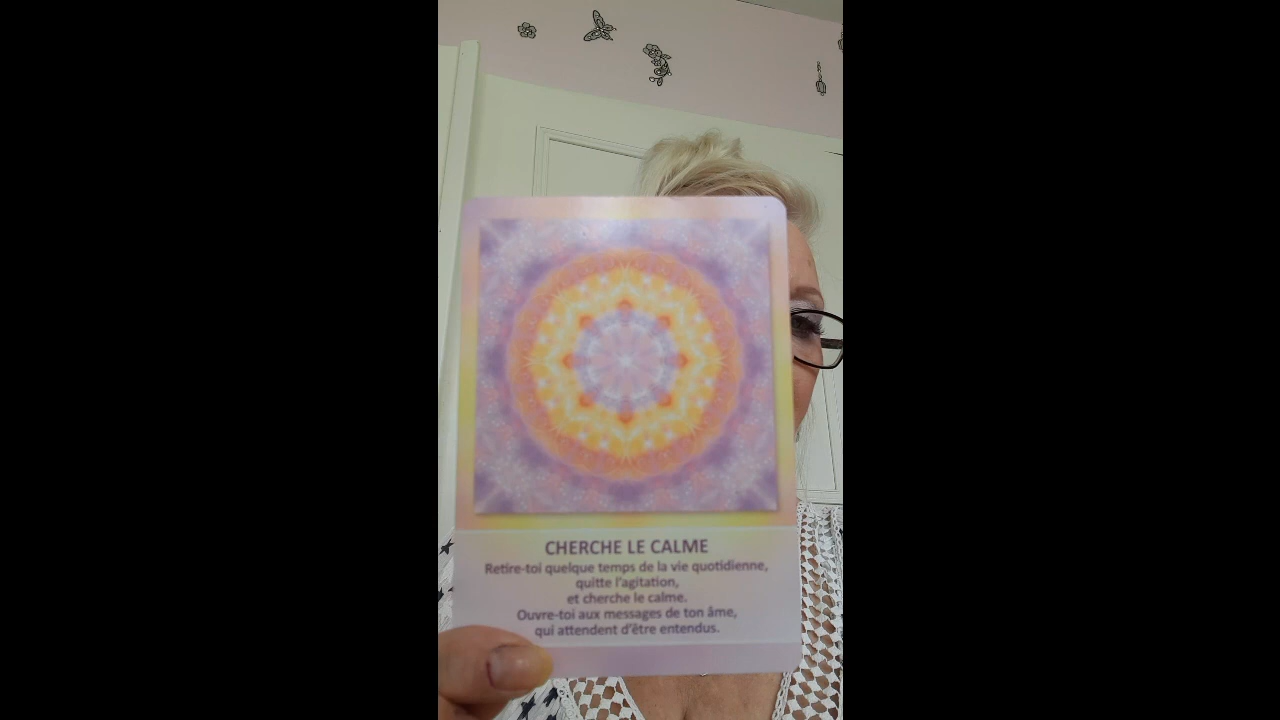 CHERCHE LE CALME
Retire-toi quelque temps de la vie quotidienne,
quitte l'agitation,
et cherche le calme.
Ouvre-toi aux messages de ton âme,
qui attendent d'être entendus.